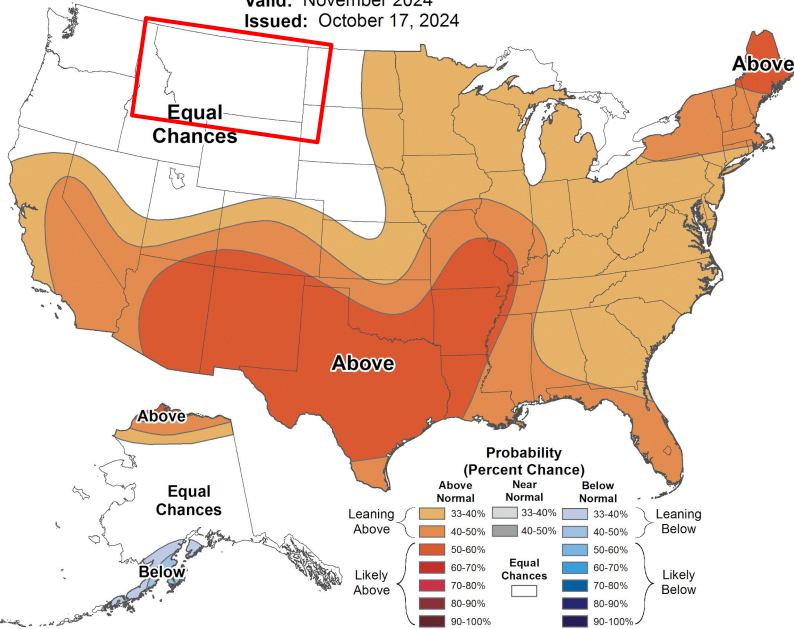 Valid: November 2024
Issued: October 17, 2024
Above
Equal
Chances
Above
Above
Equal
Chances
Below
Probability
(Percent Chance)
Above
Normal
Near
Normal
Below
Normal
Leaning
Above
33-40%
33-40%
33-40%
Leaning
Below
40-50%
40-50%
40-50%
Likely
Above
50-60%
Equal
Chances
50-60%
Likely
Below
60-70%
60-70%
70-80%
70-80%
80-90%
80-90%
90-100%
90-100%